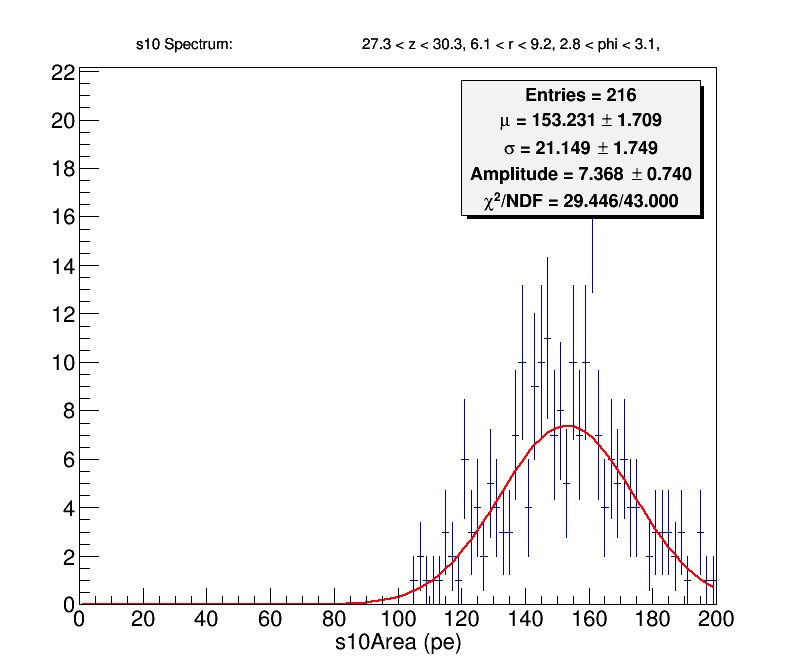 s10 Spectrum: 27.3 < z < 30.3, 6.1 < r < 9.2, 2.8 < phi < 3.1,
Entries = 216
μ = 153.231 ± 1.709
σ = 21.149 ± 1.749
Amplitude = 7.368 ± 0.740
χ²/NDF = 29.446/43.000
22
20
18
16
14
12
10
8
6
4
2
0
0 20 40 60 80 100 120 140 160 180 200
s10Area (pe)